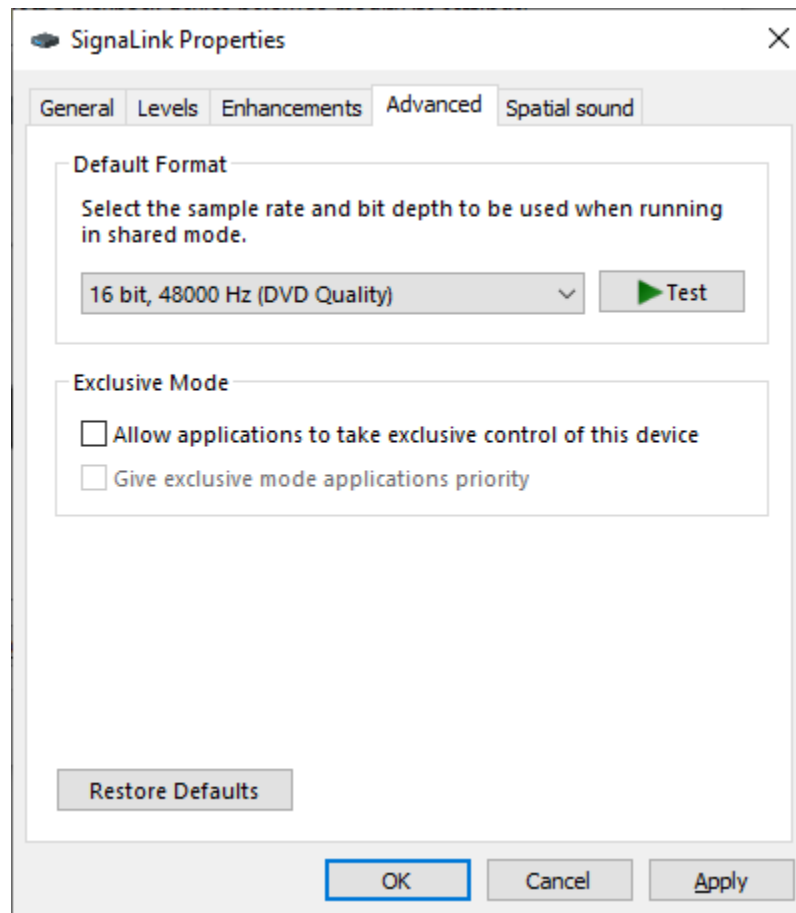 SignaLink Properties
General
Levels
Enhancements
Advanced
Spatial sound
Default Format
Select the sample rate and bit depth to be used when running
in shared mode.
16 bit, 48000 Hz (DVD Quality)
Test
Exclusive Mode
Allow applications to take exclusive control of this device
Give exclusive mode applications priority
Restore Defaults
OK
Cancel
Apply